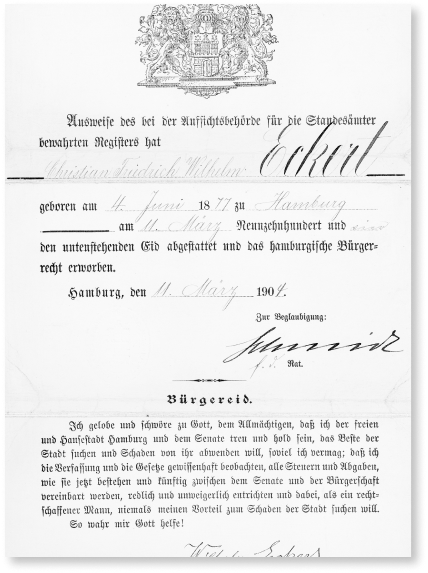 Ausweise des bei der Aufsichtsbehörde für die Standesämter
bewahrten Registers hat
Christian Friedrich Wilhelm Eckert
geboren am 4. Juni 1877 zu Hamburg
am 11. März Neunzehnhundert und
den untenstehenden Eid abgestattet und das hamburgische Bürger-
recht erworben.
Hamburg, den 11. März 1904.
Zur Beglaubigung:
Schmidt
Rat.
Bürgereid.
Ich gelobe und schwöre zu Gott, dem Allmächtigen, daß ich der freien
und Hansestadt Hamburg und dem Senate treu und hold sein, das Beste der
Stadt suchen und Schaden von ihr abwenden will, soviel ich vermag; daß ich
die Verfassung und die Gesetze gewissenhaft beobachten, alle Steuern und Abgaben,
wie sie jetzt bestehen und künftig zwischen dem Senate und der Bürgerschaft
vereinbart werden, redlich und unweigerlich entrichten und dabei, als ein recht-
schaffener Mann, niemals meinen Vorteil zum Schaden der Stadt suchen will.
So wahr mir Gott helfe!
Eckert